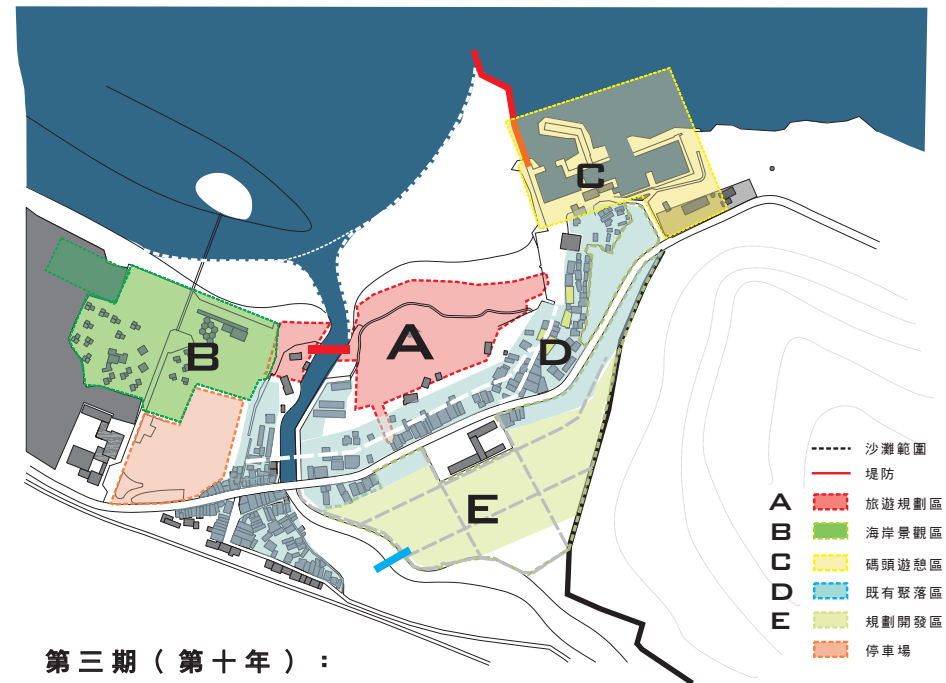 C
A
B
D
E
沙灘範圍
堤防
A 旅遊規劃區
B 海岸景觀區
C 碼頭遊憩區
D 既有聚落區
E 規劃開發區
停車場
第三期（第十年）：